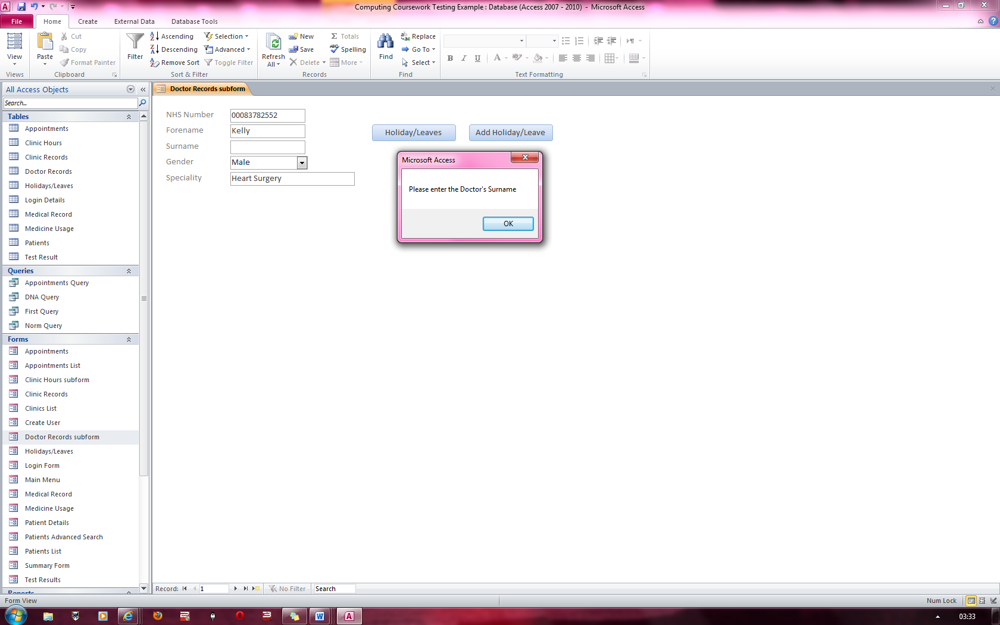 Computing Coursework Testing Example : Database (Access 2007 - 2010) - Microsoft Access
File Home Create External Data Database Tools
View
Views
Paste
Cut
Copy
Format Painter
Clipboard
Filter
Ascending
Descending
Remove Sort
Selection
Advanced
Toggle Filter
Sort & Filter
Refresh
All
New
Save
Delete
Totals
Spelling
More
Records
Find
Replace
Go To
Select
Find
B I U A
Text Formatting
All Access Objects
Search...
Tables
Appointments
Clinic Hours
Clinic Records
Doctor Records
Holidays/Leaves
Login Details
Medical Record
Medicine Usage
Patients
Test Result
Queries
Appointments Query
DNA Query
First Query
Norm Query
Forms
Appointments
Appointments List
Clinic Hours subform
Clinic Records
Clinics List
Create User
Doctor Records subform
Holidays/Leaves
Login Form
Main Menu
Medical Record
Medicine Usage
Patient Details
Patients Advanced Search
Patients List
Summary Form
Test Results
Reports
Doctor Records subform
NHS Number 00083782552
Forename Kelly
Surname
Gender Male
Speciality Heart Surgery
Holiday/Leaves Add Holiday/Leave
Microsoft Access
Please enter the Doctor's Surname
OK
Record: 1 No Filter Search
Form View Num Lock
03:33